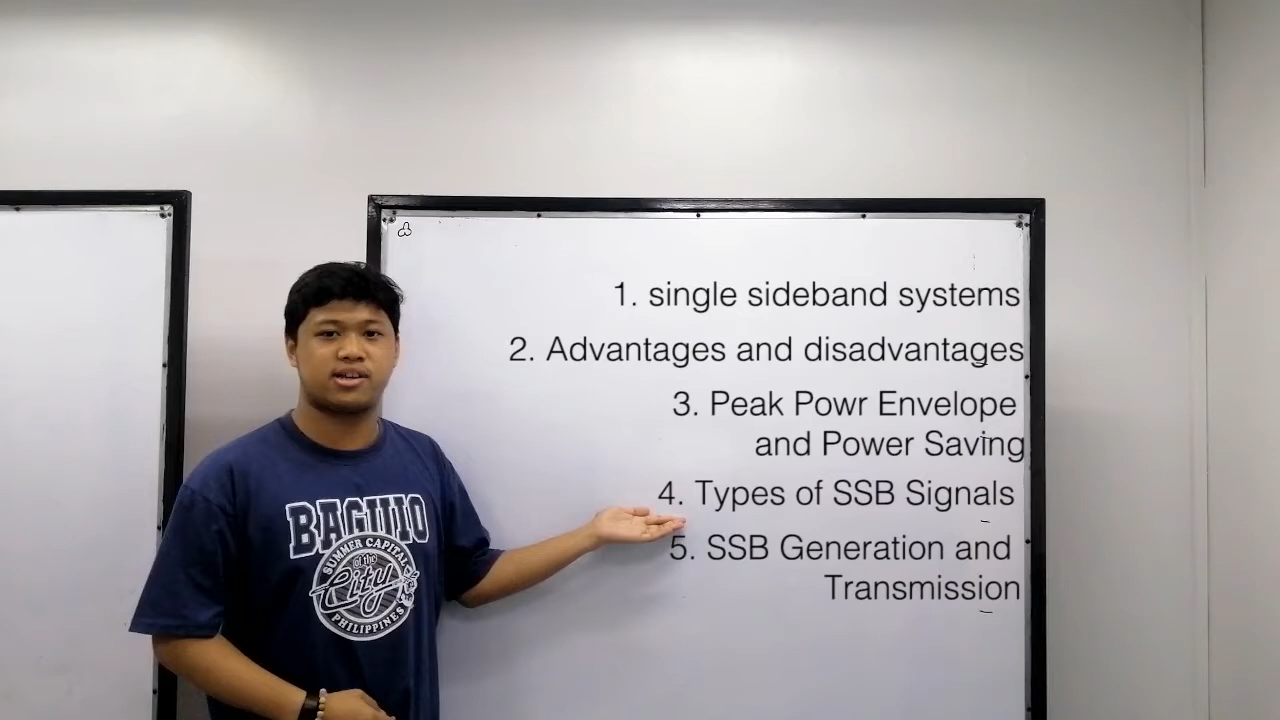 1. single sideband systems
2. Advantages and disadvantages
3. Peak Powr Envelope
and Power Saving
4. Types of SSB Signals
5. SSB Generation and
Transmission
BAGUIO
SUMMER CAPITAL
of the
City
PHILIPPINES